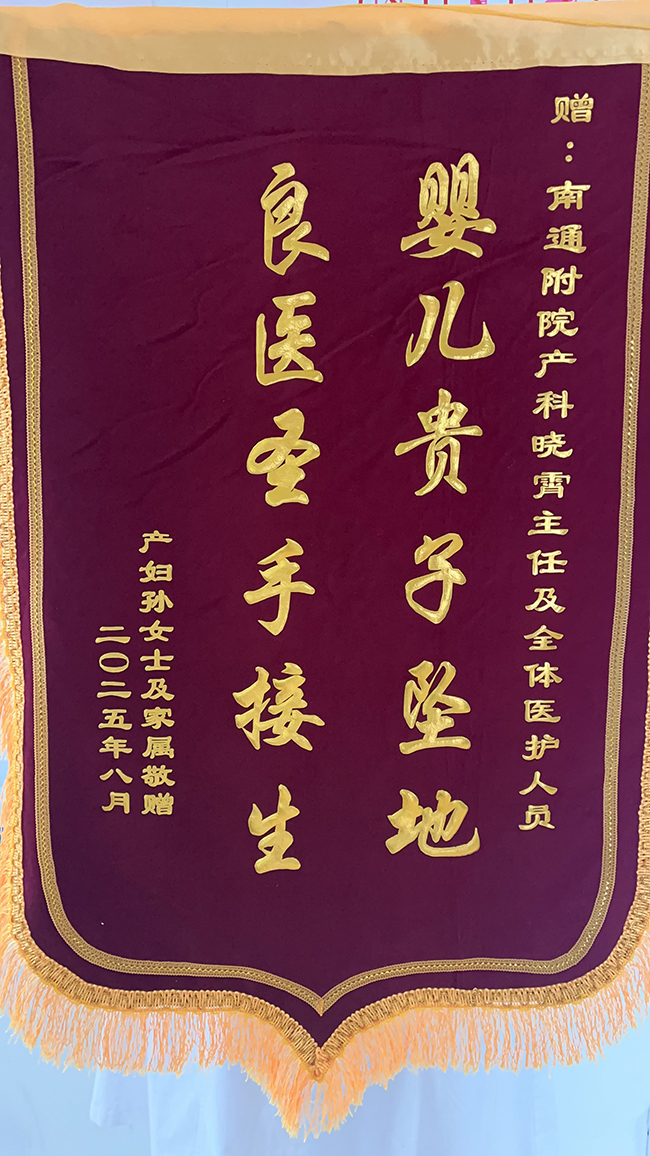 赠：南通附院产科晓霄主任及全体医护人员
婴儿贵子坠地
良医圣手接生
产妇孙女士及家属敬赠
二〇二五年八月